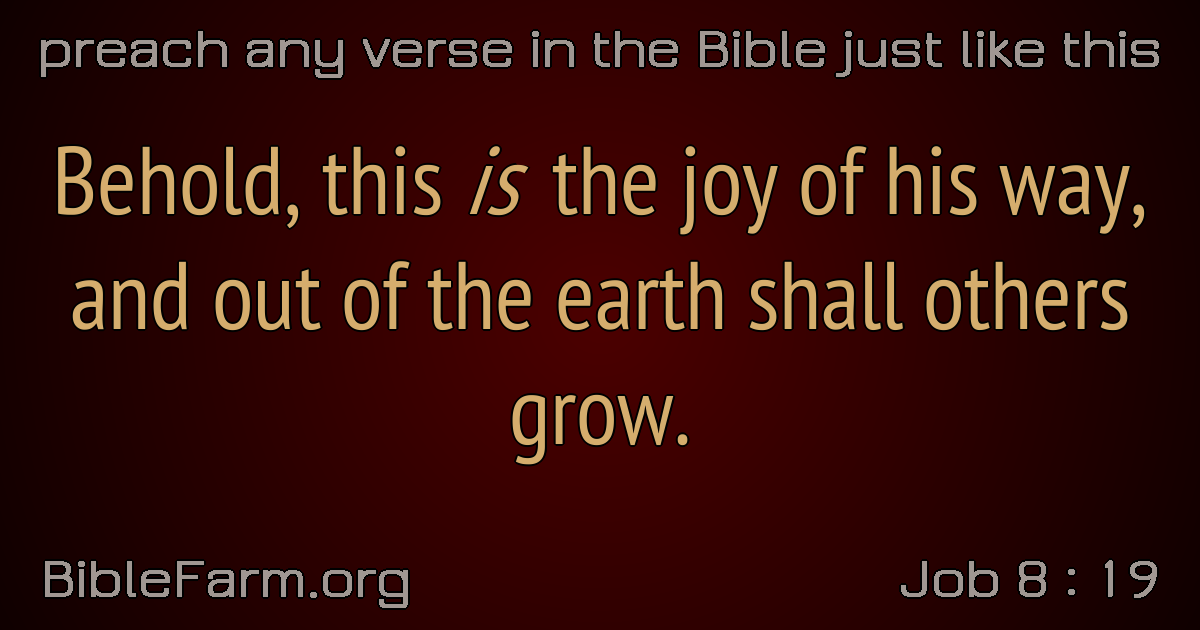 preach any verse in the Bible just like this
Behold, this is the joy of his way,
and out of the earth shall others
grow.
BibleFarm.org
Job 8 : 19